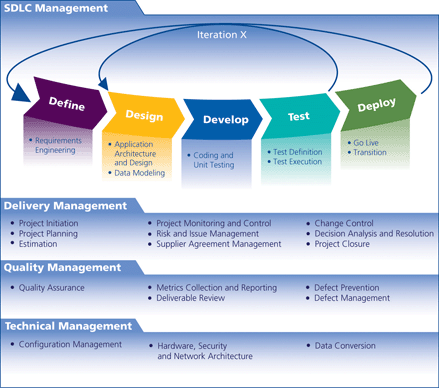 SDLC Management
Iteration X
Define
Design
Develop
Test
Deploy
• Requirements
Engineering
• Application
Architecture
and Design
• Data Modeling
• Coding and
Unit Testing
• Test Definition
• Test Execution
• Go Live
• Transition
Delivery Management
• Project Initiation
• Project Planning
• Estimation
• Project Monitoring and Control
• Risk and Issue Management
• Supplier Agreement Management
• Change Control
• Decision Analysis and Resolution
• Project Closure
Quality Management
• Quality Assurance
• Metrics Collection and Reporting
• Deliverable Review
• Defect Prevention
• Defect Management
Technical Management
• Configuration Management
• Hardware, Security
and Network Architecture
• Data Conversion